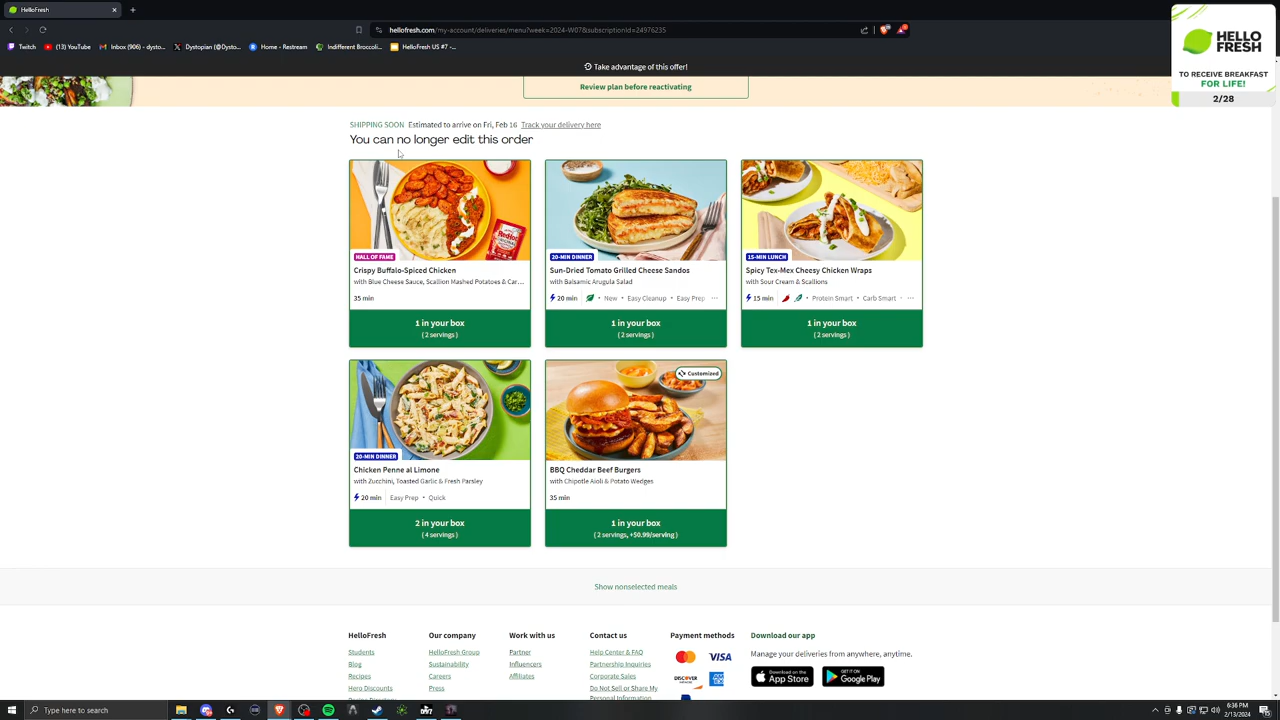 HelloFresh
hellofresh.com/my-account/deliveries/menu?week=2024-W07&subscriptionId=24976235
Twitch
(13) YouTube
Inbox (906) - dysto...
Dystopian (@Dysto...
Home - Restream
Indifferent Broccoli...
HelloFresh US #7 -...
HELLO
FRESH
TO RECEIVE BREAKFAST
FOR LIFE!
2/28
Take advantage of this offer!
Review plan before reactivating
SHIPPING SOON Estimated to arrive on Fri, Feb 16 Track your delivery here
You can no longer edit this order
HALL OF FAME
Crispy Buffalo-Spiced Chicken
with Blue Cheese Sauce, Scallion Mashed Potatoes & Car...
35 min
1 in your box
( 2 servings )
20-MIN DINNER
Sun-Dried Tomato Grilled Cheese Sandos
with Balsamic Arugula Salad
20 min • New • Easy Cleanup • Easy Prep ...
1 in your box
( 2 servings )
15-MIN LUNCH
Spicy Tex-Mex Cheesy Chicken Wraps
with Sour Cream & Scallions
15 min • Protein Smart • Carb Smart • ...
1 in your box
( 2 servings )
20-MIN DINNER
Chicken Penne al Limone
with Zucchini, Toasted Garlic & Fresh Parsley
20 min Easy Prep • Quick
2 in your box
( 4 servings )
Customized
BBQ Cheddar Beef Burgers
with Chipotle Aioli & Potato Wedges
35 min
1 in your box
( 2 servings, +$0.99/serving )
Show nonselected meals
HelloFresh
Students
Blog
Recipes
Hero Discounts
Our company
HelloFresh Group
Sustainability
Careers
Press
Work with us
Partner
Influencers
Affiliates
Contact us
Help Center & FAQ
Partnership Inquiries
Corporate Sales
Do Not Sell or Share My
Personal Information
Payment methods
VISA
DISCOVER
Download our app
Manage your deliveries from anywhere, anytime.
Download on the
App Store
GET IT ON
Google Play
Type here to search
6:38 PM
2/13/2024